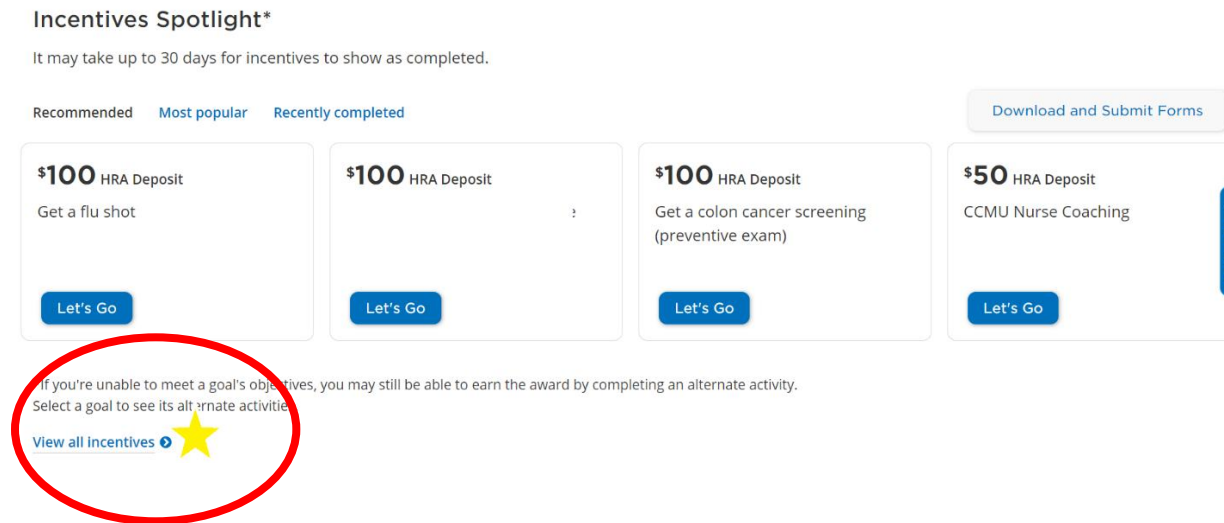 Incentives Spotlight*
It may take up to 30 days for incentives to show as completed.
Recommended Most popular Recently completed
Download and Submit Forms
$100 HRA Deposit
Get a flu shot
Let's Go
$100 HRA Deposit
Let's Go
$100 HRA Deposit
Get a colon cancer screening
(preventive exam)
Let's Go
$50 HRA Deposit
CCMU Nurse Coaching
Let's Go
If you're unable to meet a goal's objectives, you may still be able to earn the award by completing an alternate activity.
Select a goal to see its alternate activitie
View all incentives